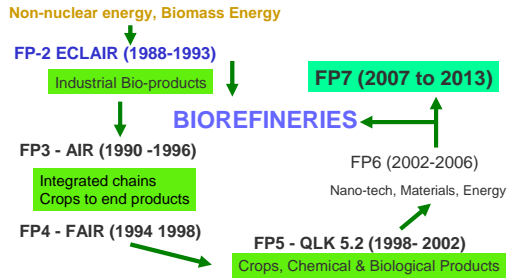 Non-nuclear energy, Biomass Energy
FP-2 ECLAIR (1988-1993)
Industrial Bio-products
FP7 (2007 to 2013)
BIOREFINERIES
FP3 - AIR (1990 -1996)
Integrated chains
Crops to end products
FP6 (2002-2006)
Nano-tech, Materials, Energy
FP4 - FAIR (1994 1998)
FP5 - QLK 5.2 (1998- 2002)
Crops, Chemical & Biological Products